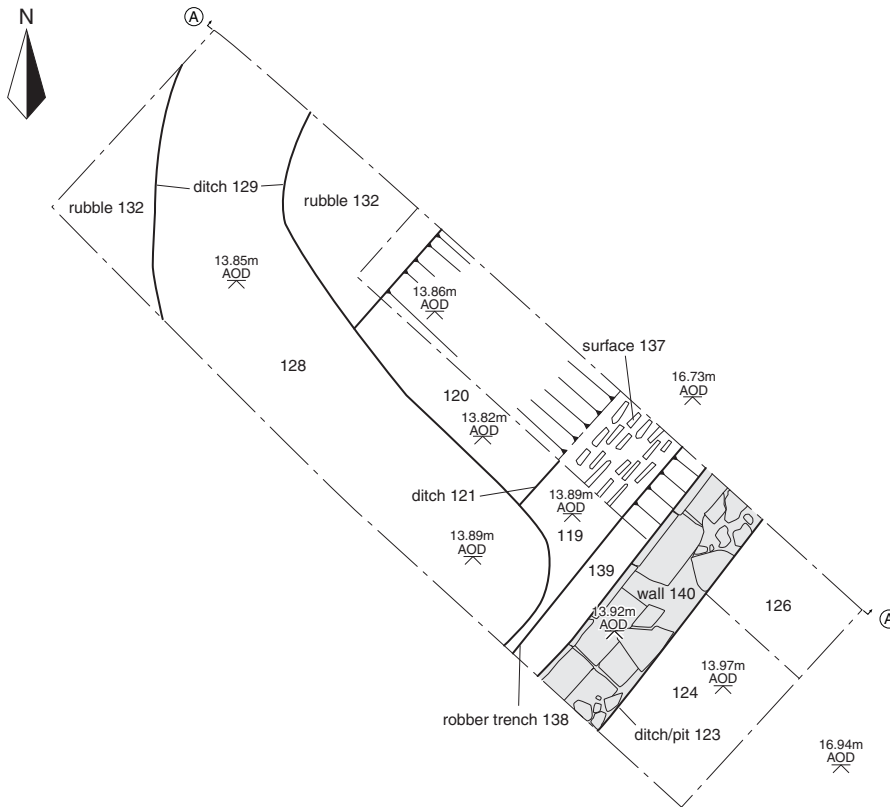 N
A
ditch 129
rubble 132
rubble 132
13.85m
AOD
13.86m
AOD
surface 137
128
16.73m
AOD
120
13.82m
AOD
ditch 121
13.89m
AOD
119
13.89m
AOD
139
wall 140
126
13.92m
AOD
A
13.97m
AOD
124
robber trench 138
ditch/pit 123
16.94m
AOD